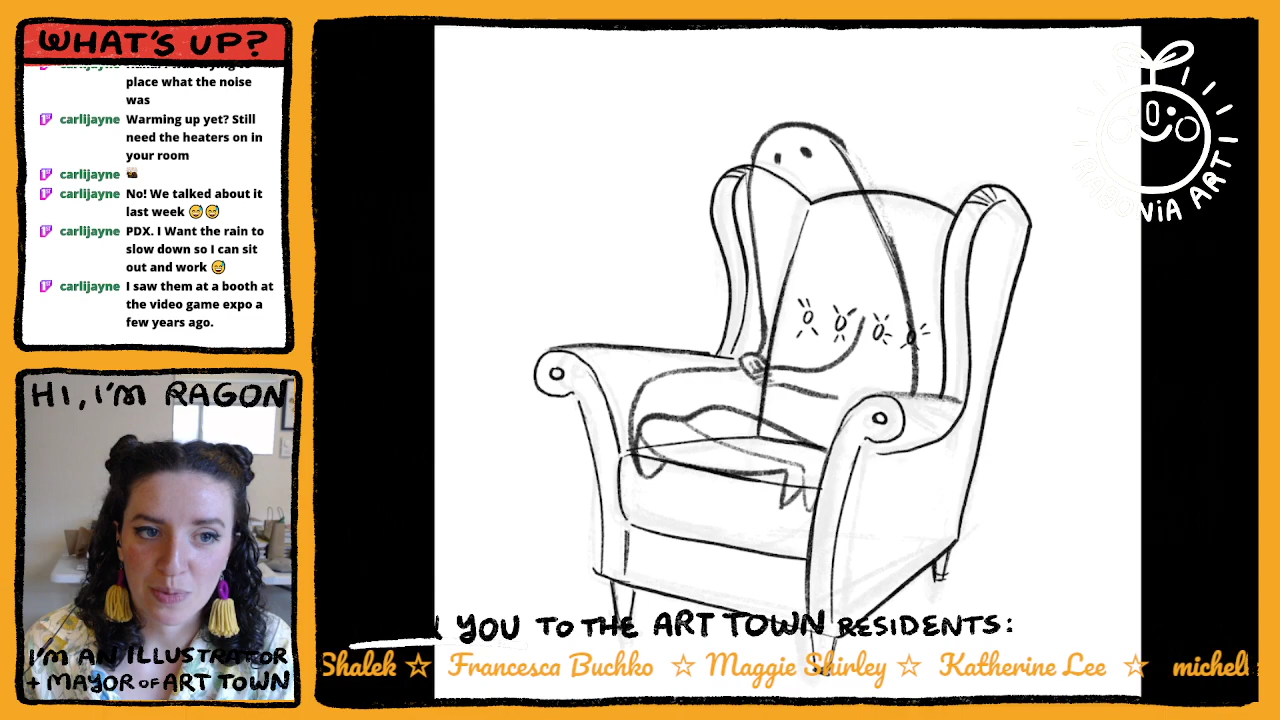 WHAT'S UP?
place what the noise
was
carlijayne Warming up yet? Still
need the heaters on in
your room
carlijayne
carlijayne No! We talked about it
last week 😅😅
carlijayne PDX. I Want the rain to
slow down so I can sit
out and work 😅
carlijayne I saw them at a booth at
the video game expo a
few years ago.
HI, I'M RAGON
I'M AN ILLUSTRATOR
+ MAYOR OF ART TOWN
RAGONIA ART!
YOU TO THE ART TOWN RESIDENTS:
Shalek ☆ Francesca Buchko ☆ Maggie Shirley ☆ Katherine Lee ☆